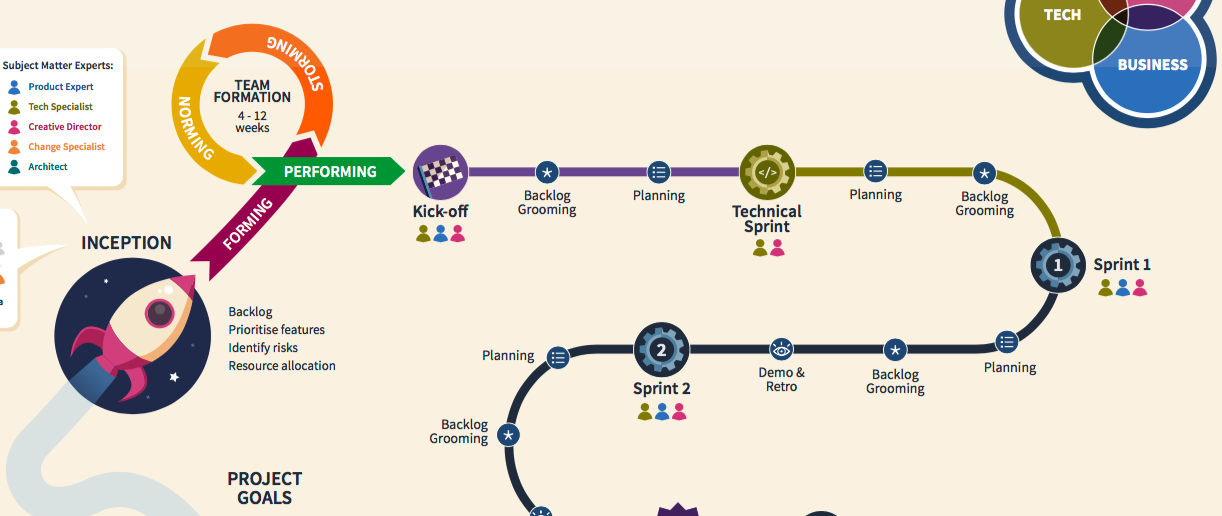 Subject Matter Experts:
Product Expert
Tech Specialist
Creative Director
Change Specialist
Architect
STORMING
NORMING
TEAM
FORMATION
4 - 12
weeks
PERFORMING
FORMING
INCEPTION
Backlog
Prioritise features
Identify risks
Resource allocation
PROJECT
GOALS
Kick-off
Backlog
Grooming
Planning
</>
Technical
Sprint
Planning
Backlog
Grooming
TECH
BUSINESS
1
Sprint 1
Planning
Backlog
Grooming
Demo &
Retro
2
Sprint 2
Planning
Backlog
Grooming